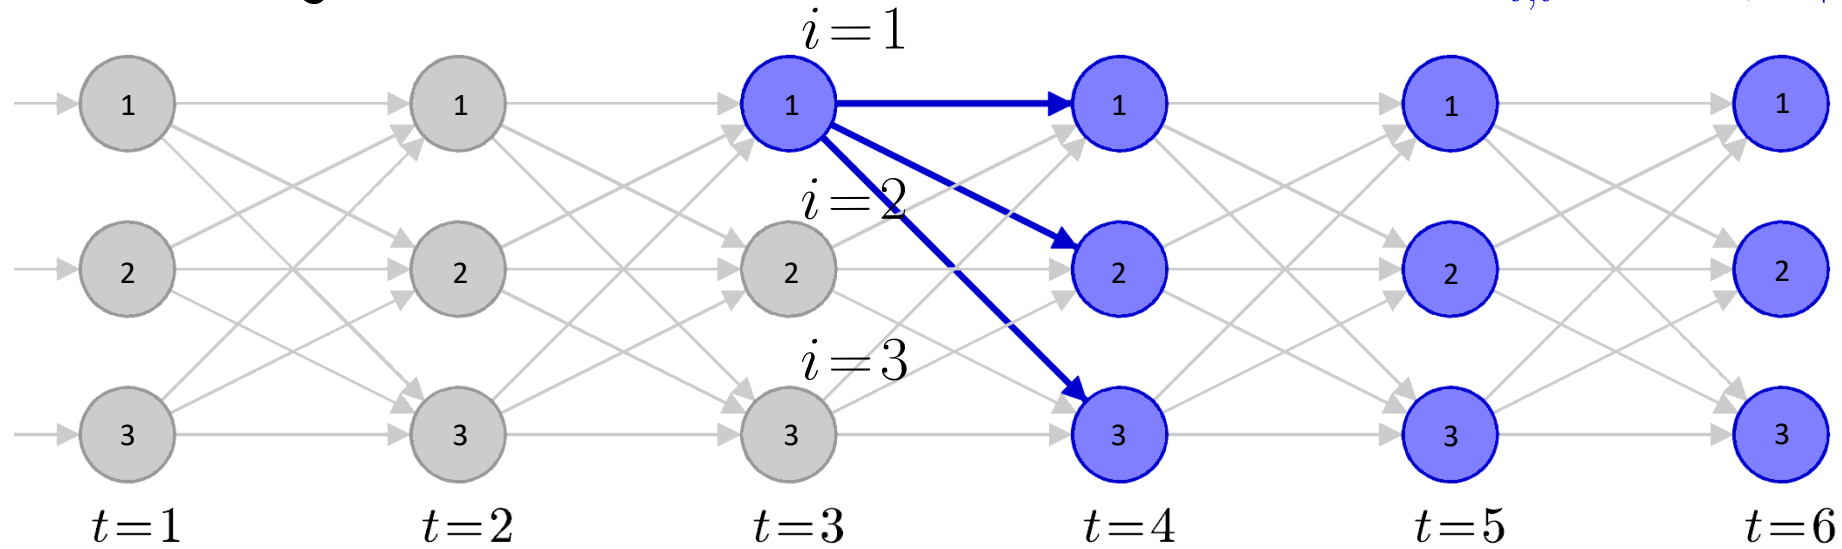 i=1
1 1 1 1 1 1
i=2
2 2 2 2 2 2
i=3
3 3 3 3 3 3
t=1 t=2 t=3 t=4 t=5 t=6